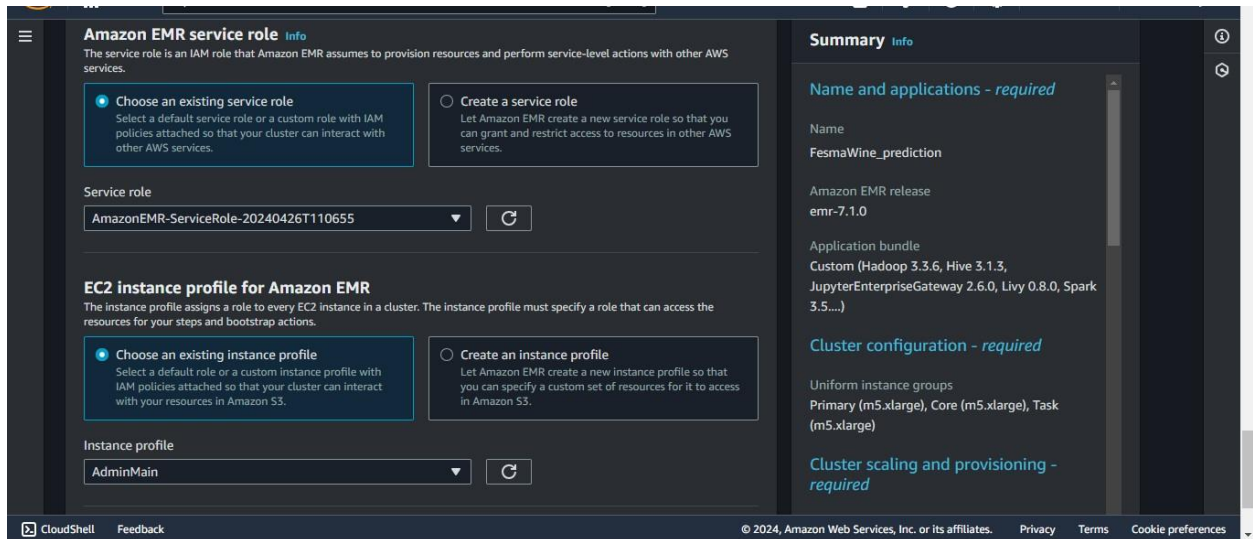 Amazon EMR service role Info
The service role is an IAM role that Amazon EMR assumes to provision resources and perform service-level actions with other AWS
services.
Choose an existing service role
Select a default service role or a custom role with IAM
policies attached so that your cluster can interact with
other AWS services.
Create a service role
Let Amazon EMR create a new service role so that you
can grant and restrict access to resources in other AWS
services.
Service role
AmazonEMR-ServiceRole-20240426T110655
EC2 instance profile for Amazon EMR
The instance profile assigns a role to every EC2 instance in a cluster. The instance profile must specify a role that can access the
resources for your steps and bootstrap actions.
Choose an existing instance profile
Select a default role or a custom instance profile with
IAM policies attached so that your cluster can interact
with your resources in Amazon S3.
Create an instance profile
Let Amazon EMR create a new instance profile so that
you can specify a custom set of resources for it to access
in Amazon S3.
Instance profile
AdminMain
Summary Info
Name and applications - required
Name
FesmaWine_prediction
Amazon EMR release
emr-7.1.0
Application bundle
Custom (Hadoop 3.3.6, Hive 3.1.3,
JupyterEnterpriseGateway 2.6.0, Livy 0.8.0, Spark
3.5....)
Cluster configuration - required
Uniform instance groups
Primary (m5.xlarge), Core (m5.xlarge), Task
(m5.xlarge)
Cluster scaling and provisioning -
required
CloudShell Feedback © 2024, Amazon Web Services, Inc. or its affiliates. Privacy Terms Cookie preferences